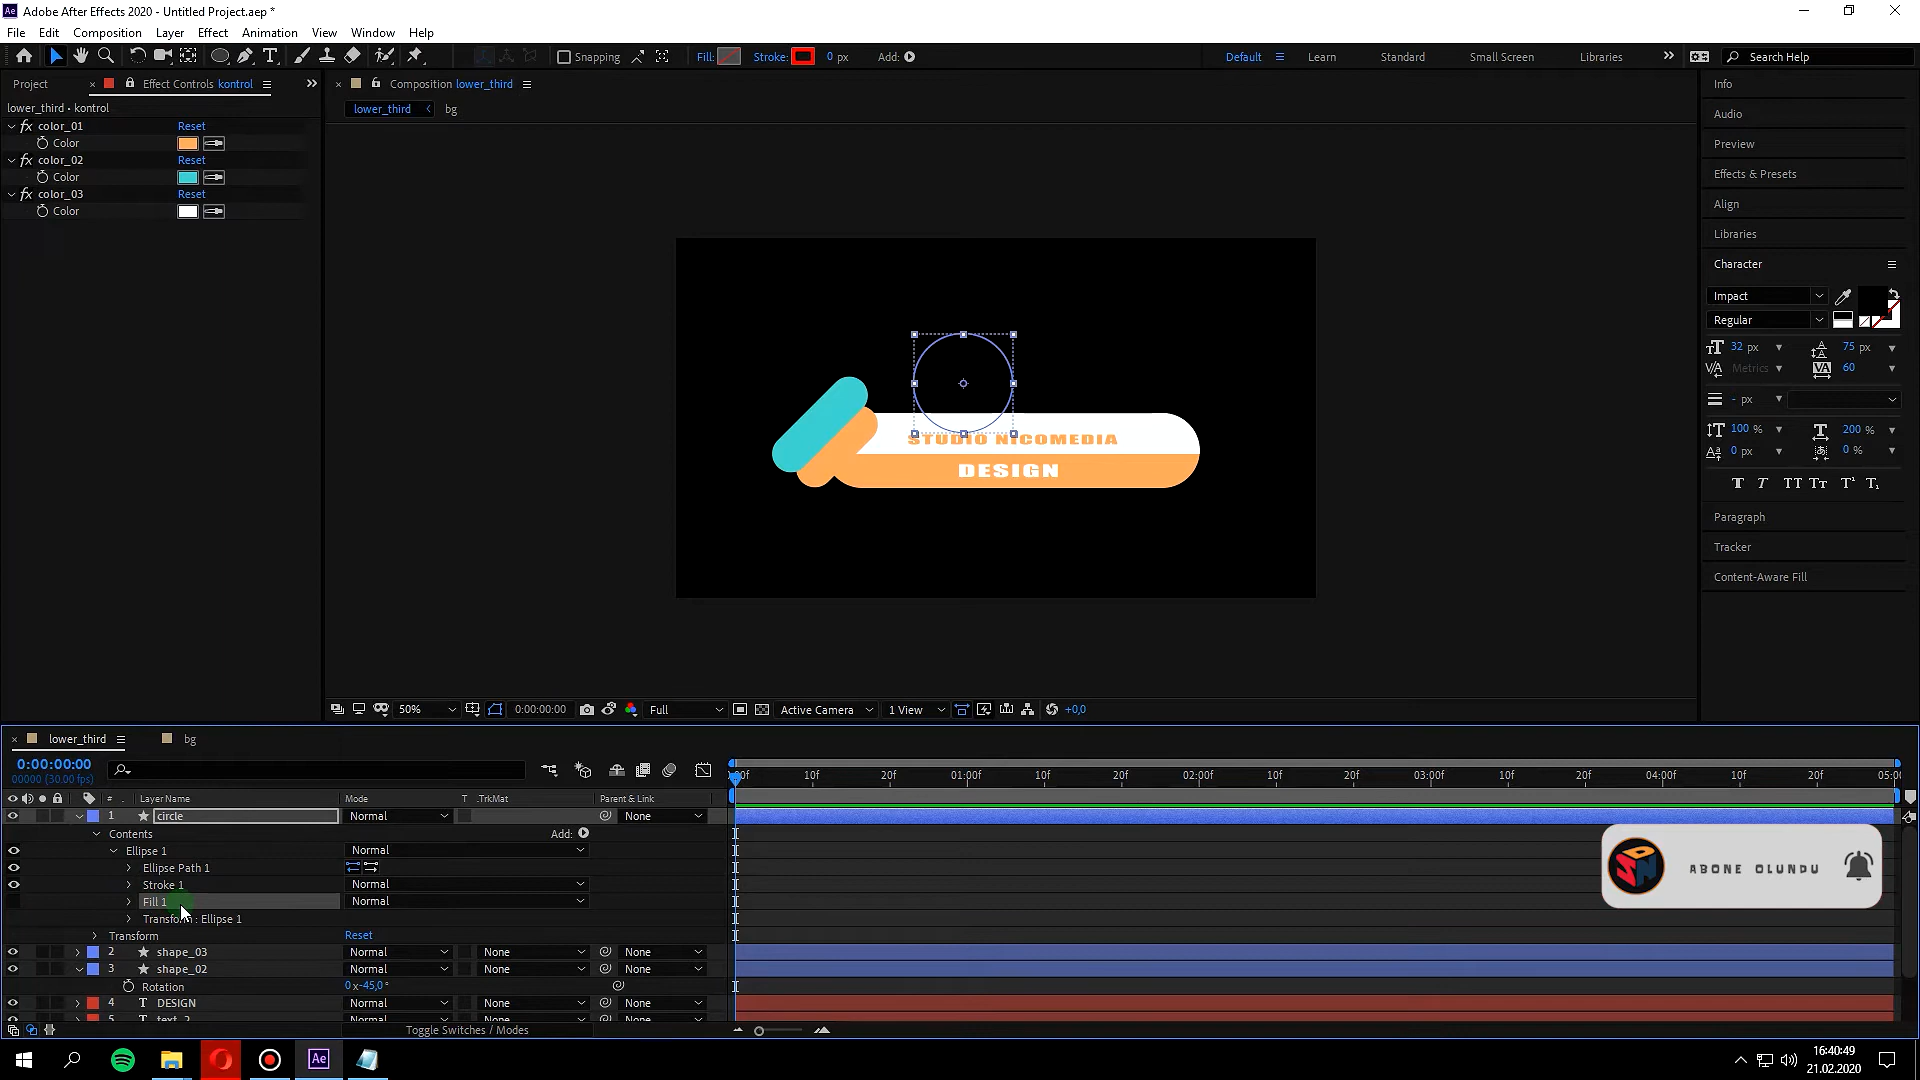 Adobe After Effects 2020 - Untitled Project.aep *
File Edit Composition Layer Effect Animation View Window Help
Snapping Fill: Stroke: 0 px Add: Default Learn Standard Small Screen Libraries Search Help
Project Effect Controls kontrol
lower_third • kontrol
fx color_01 Reset
Color
fx color_02 Reset
Color
fx color_03 Reset
Color
Composition lower_third
lower_third bg
STUDIO NICOMEDIA
DESIGN
50% 0:00:00:00 Full Active Camera 1 View +0,0
Info
Audio
Preview
Effects & Presets
Align
Libraries
Character
Impact
Regular
32 px 75 px
Metrics 60
- px
100 % 200 %
0 px 0 %
Paragraph
Tracker
Content-Aware Fill
lower_third bg
0:00:00:00
00000 (30.00 fps)
10f 20f 01:00f 10f 20f 02:00f 10f 20f 03:00f 10f 20f 04:00f 10f 20f 05:00
# Layer Name Mode T .TrkMat Parent & Link
1 circle Normal None
Contents Add:
Ellipse 1 Normal
Ellipse Path 1
Stroke 1 Normal
Fill 1 Normal
Transform : Ellipse 1
Transform Reset
2 shape_03 Normal None None
3 shape_02 Normal None None
Rotation 0x-45,0°
4 T DESIGN Normal None None
5 T text_2
Toggle Switches / Modes
ABONE OLUNDU
Ae
16:40:49
21.02.2020